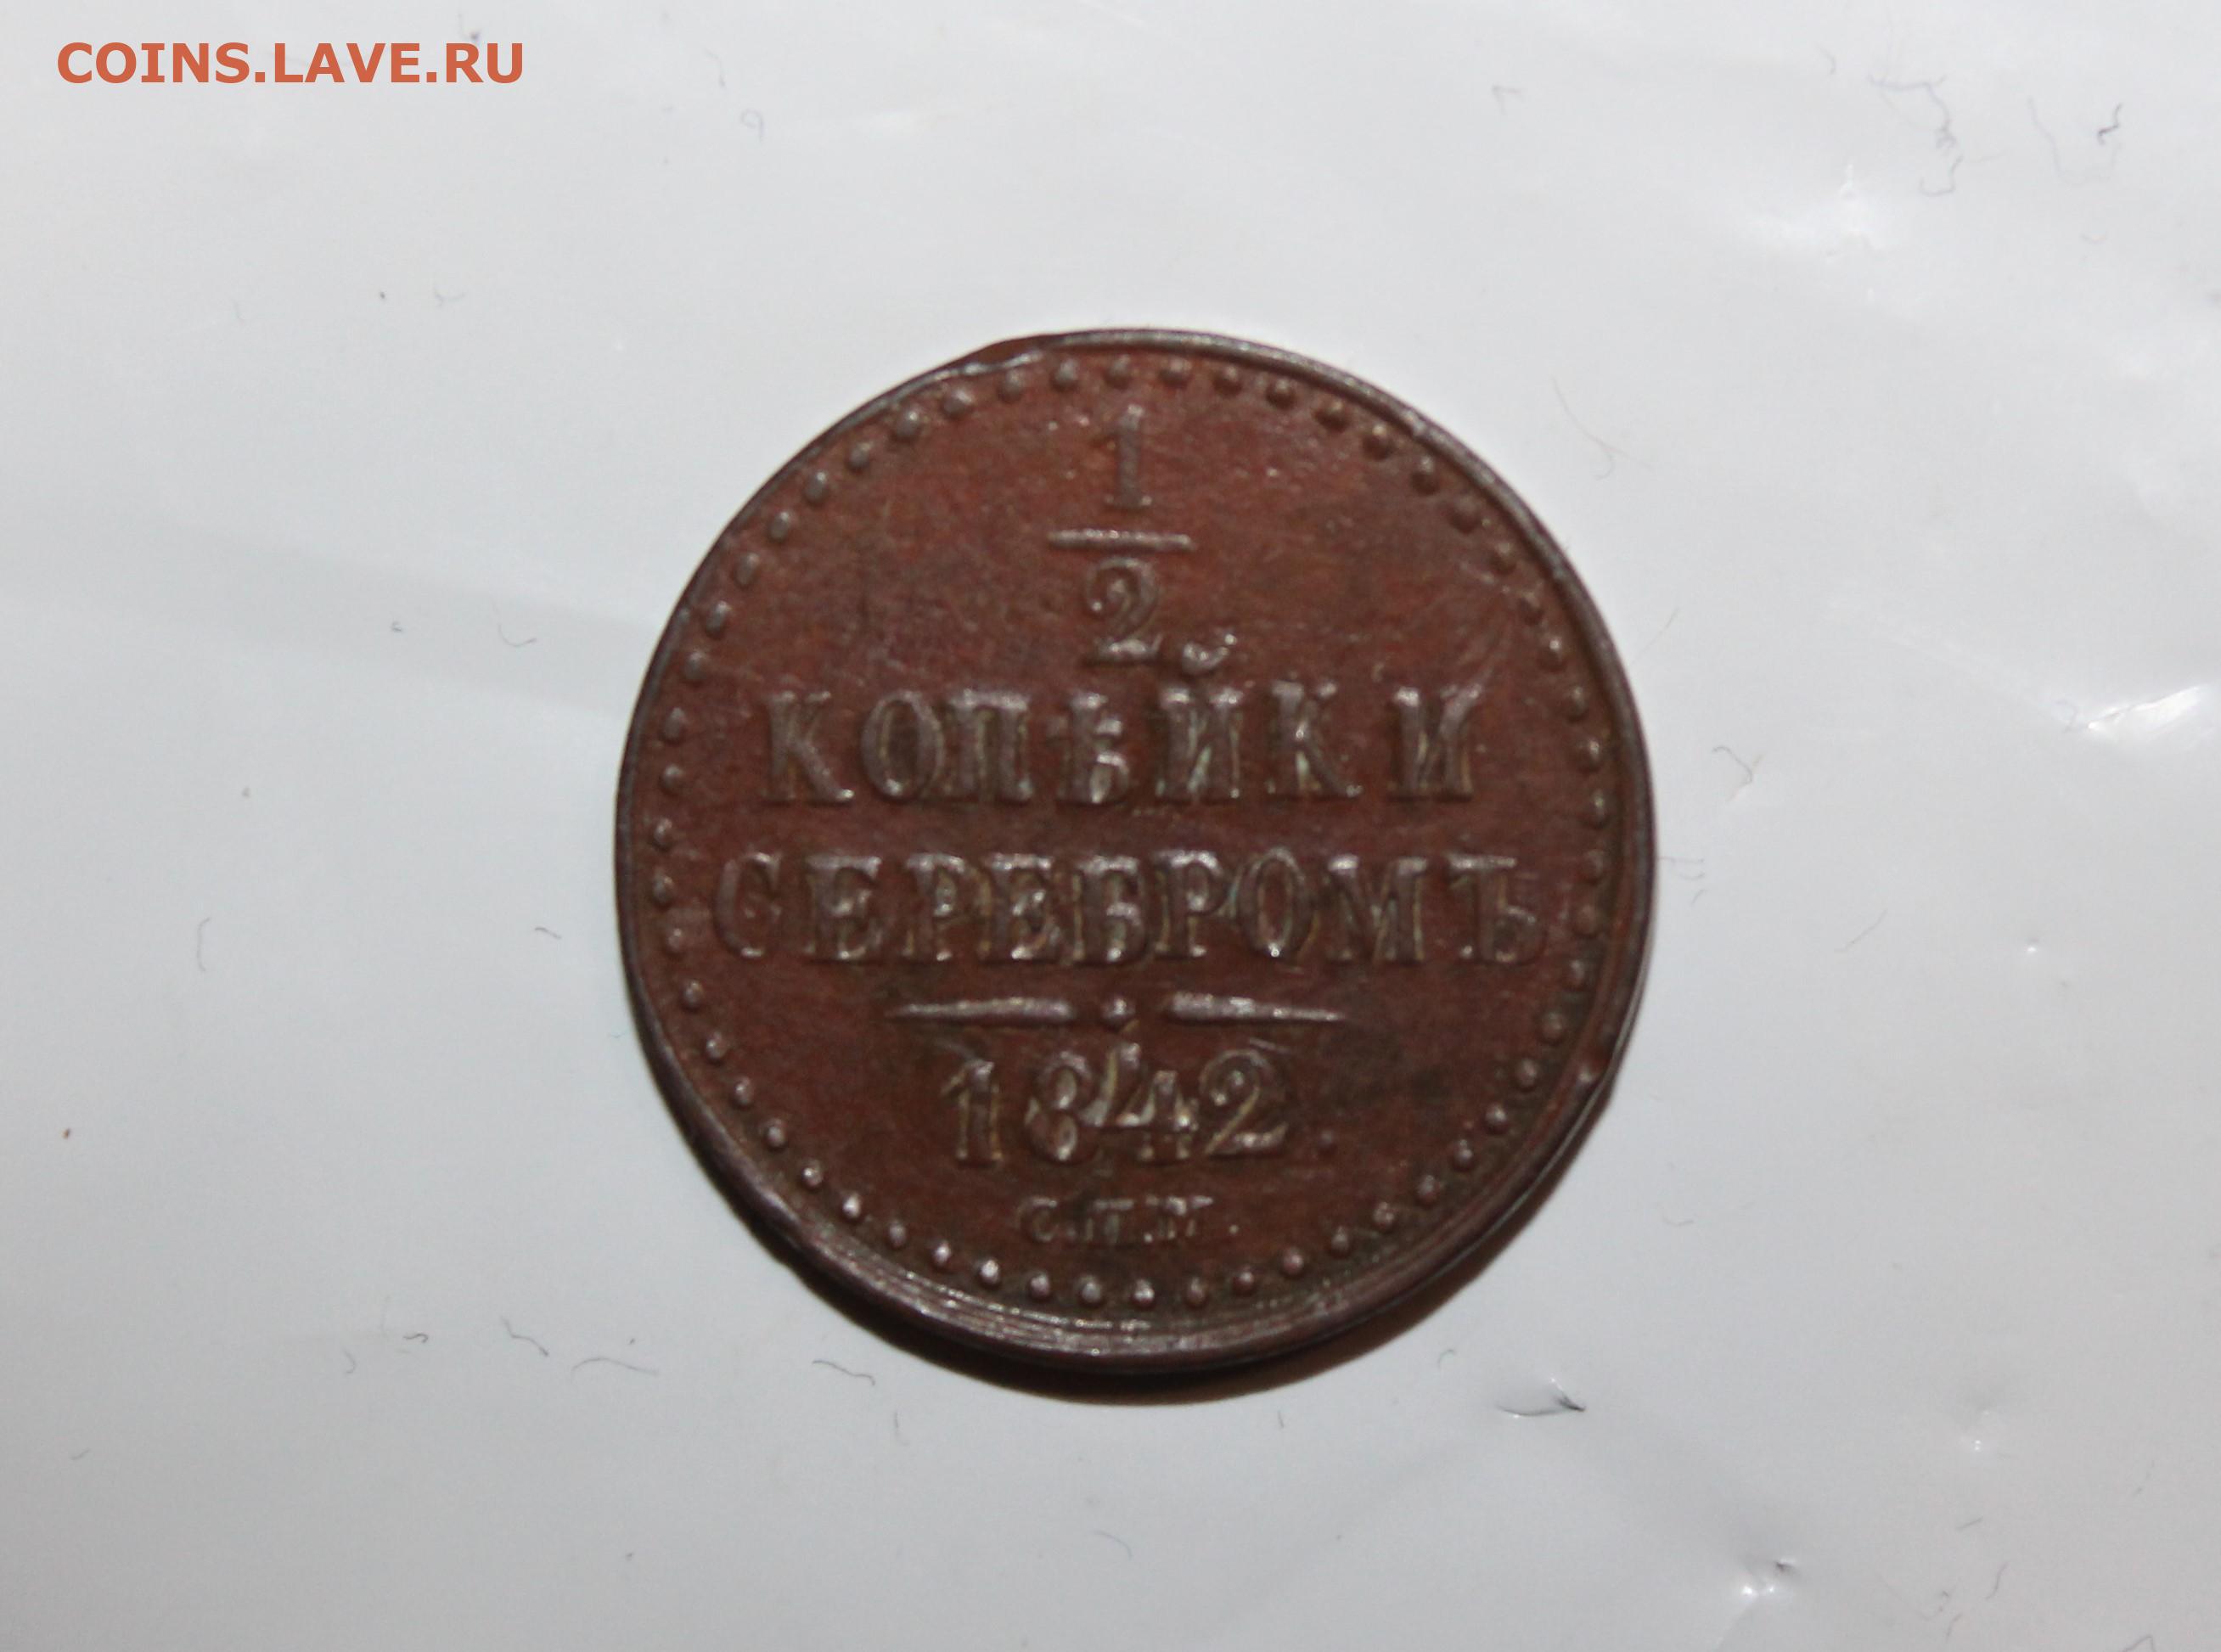 COINS.LAVE.RU
1
2
КОПѢЙКИ
СЕРЕБРОМЪ
1842.
С.П.М.